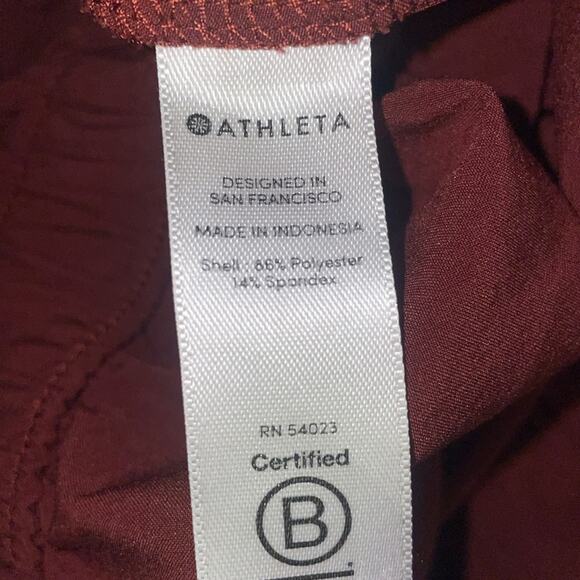 ATHLETA
DESIGNED IN
SAN FRANCISCO
MADE IN INDONESIA
Shell : 86% Polyester
14% Spandex
RN 54023
Certified
B